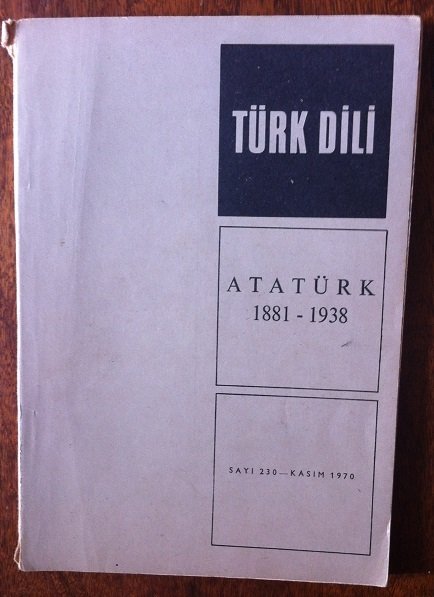 TÜRK DİLİ
ATATÜRK
1881 - 1938
SAYI 230 — KASIM 1970